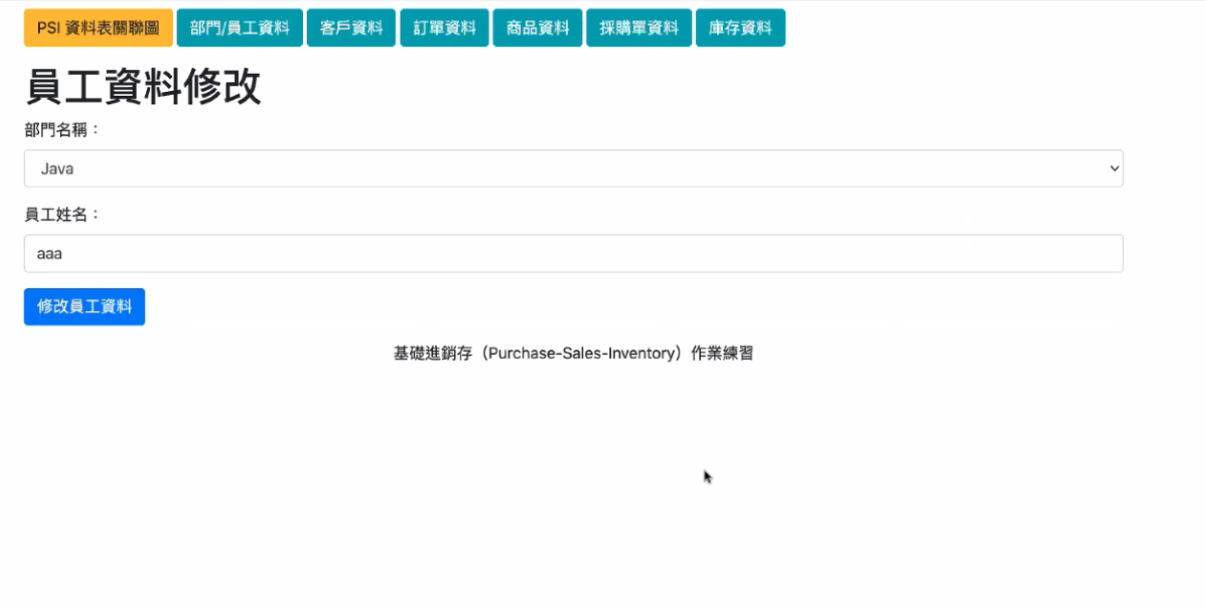 PSI 資料表關聯圖 部門/員工資料 客戶資料 訂單資料 商品資料 採購單資料 庫存資料
員工資料修改
部門名稱：
Java
員工姓名：
aaa
修改員工資料
基礎進銷存（Purchase-Sales-Inventory）作業練習